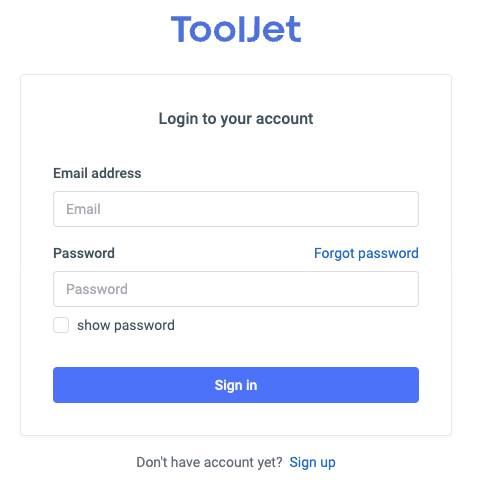 ToolJet
Login to your account
Email address
Email
Password Forgot password
Password
show password
Sign in
Don't have account yet? Sign up